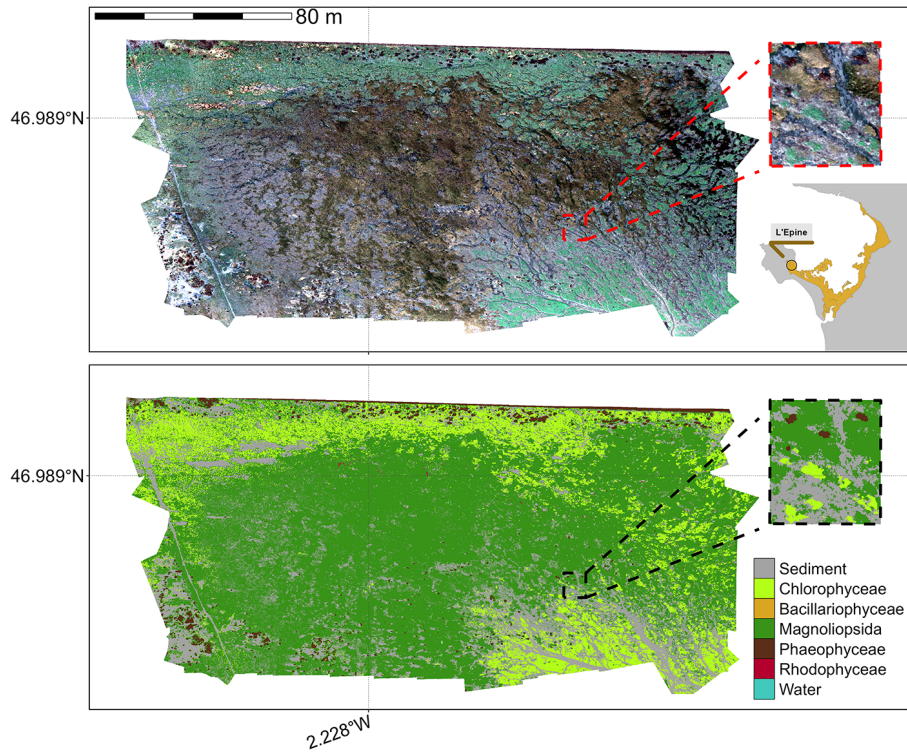 80 m
46.989°N
L'Epine
46.989°N
Sediment
Chlorophyceae
Bacillariophyceae
Magnoliopsida
Phaeophyceae
Rhodophyceae
Water
2.228°W